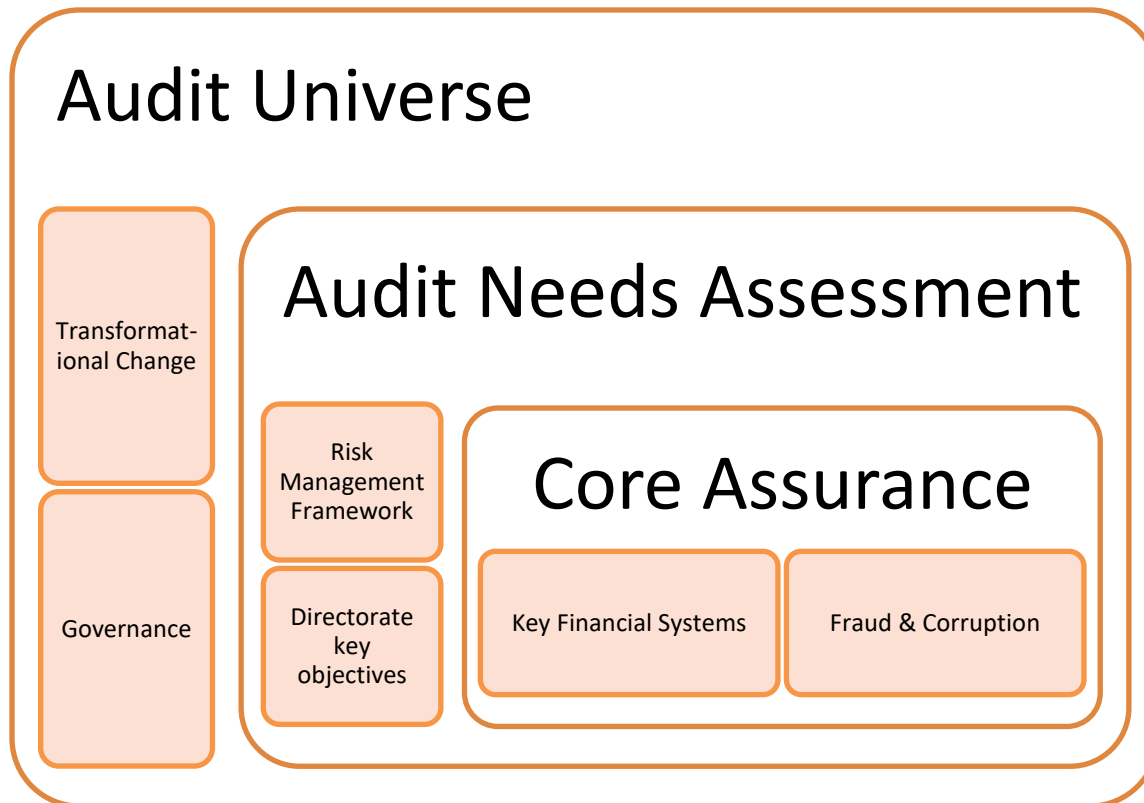 Audit Universe
Transformat-
ional Change
Governance
Audit Needs Assessment
Risk
Management
Framework
Directorate
key
objectives
Core Assurance
Key Financial Systems
Fraud & Corruption